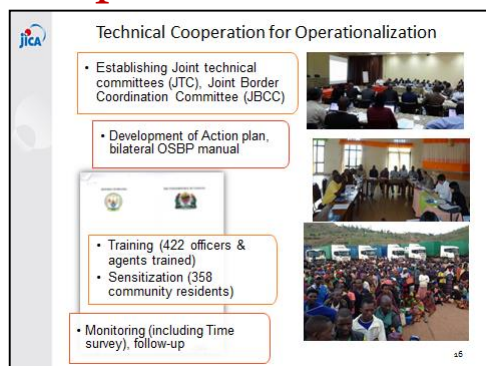 jICA
Technical Cooperation for Operationalization
• Establishing Joint technical
committees (JTC), Joint Border
Coordination Committee (JBCC)
• Development of Action plan,
bilateral OSBP manual
• Training (422 officers &
agents trained)
• Sensitization (358
community residents)
• Monitoring (including Time
survey), follow-up
16